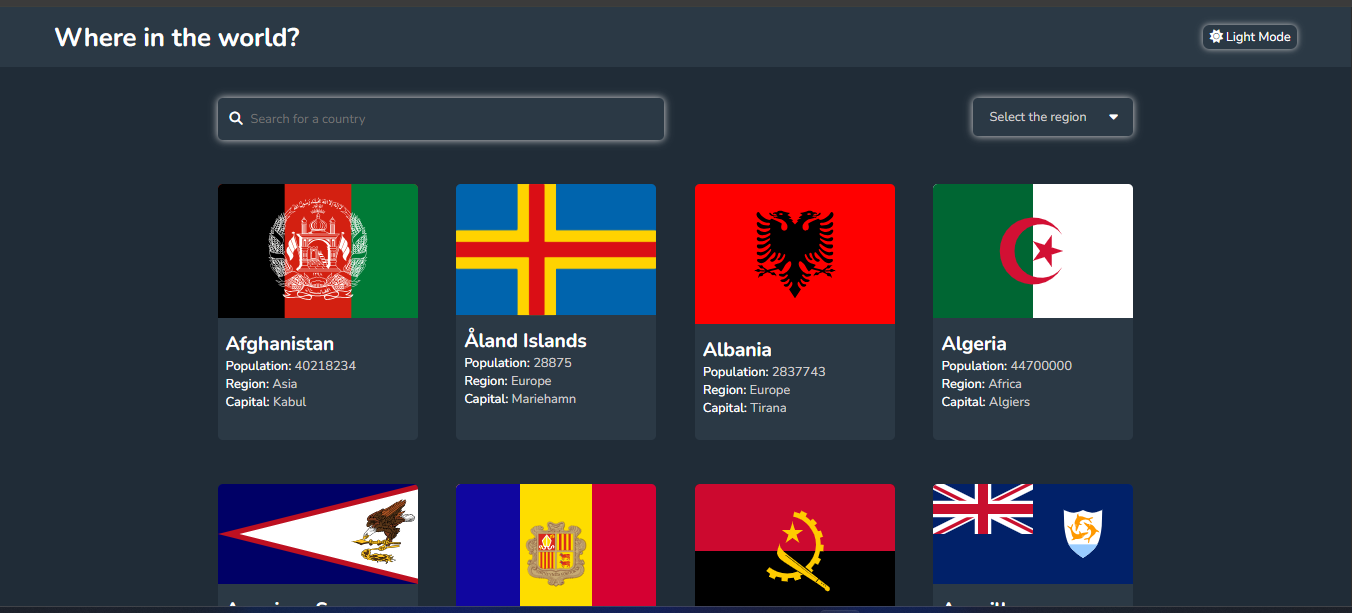 Where in the world?
Light Mode
Search for a country
Select the region
Afghanistan
Population: 40218234
Region: Asia
Capital: Kabul
Åland Islands
Population: 28875
Region: Europe
Capital: Mariehamn
Albania
Population: 2837743
Region: Europe
Capital: Tirana
Algeria
Population: 44700000
Region: Africa
Capital: Algiers